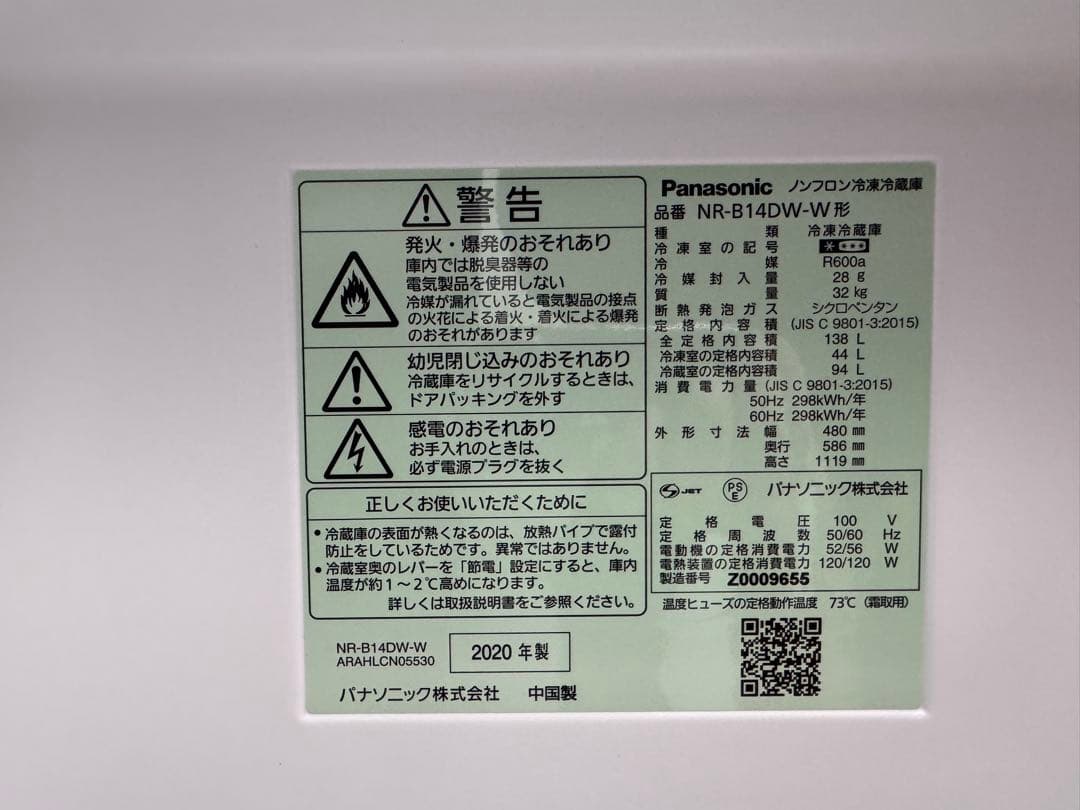 警告
発火・爆発のおそれあり
庫内では脱臭器等の
電気製品を使用しない
冷媒が漏れていると電気製品の接点
の火花による着火・着火による爆発
のおそれがあります
幼児閉じ込みのおそれあり
冷蔵庫をリサイクルするときは、
ドアパッキングを外す
感電のおそれあり
お手入れのときは、
必ず電源プラグを抜く
正しくお使いいただくために
•冷蔵庫の表面が熱くなるのは、放熱パイプで露付
防止をしているためです。異常ではありません。
•冷蔵室奥のレバーを「節電」設定にすると、庫内
温度が約1～2℃高めになります。
詳しくは取扱説明書をご参照ください。
NR-B14DW-W
ARAHLCN05530
2020 年製
パナソニック株式会社 中国製
Panasonic ノンフロン冷凍冷蔵庫
品番 NR-B14DW-W形
種類 冷凍冷蔵庫
冷凍室の記号
冷媒 R600a
冷媒封入量 28 g
質量 32 kg
断熱発泡ガス シクロペンタン
定格内容積 (JIS C 9801-3:2015)
全定格内容積 138 L
冷凍室の定格内容積 44 L
冷蔵室の定格内容積 94 L
消費電力量 (JIS C 9801-3:2015)
50Hz 298kWh/年
60Hz 298kWh/年
外形寸法 幅 480 mm
奥行 586 mm
高さ 1119 mm
S JET PS E パナソニック株式会社
定格電圧 100 V
定格周波数 50/60 Hz
電動機の定格消費電力 52/56 W
電熱装置の定格消費電力 120/120 W
製造番号 Z0009655
温度ヒューズの定格動作温度 73℃ (霜取用)